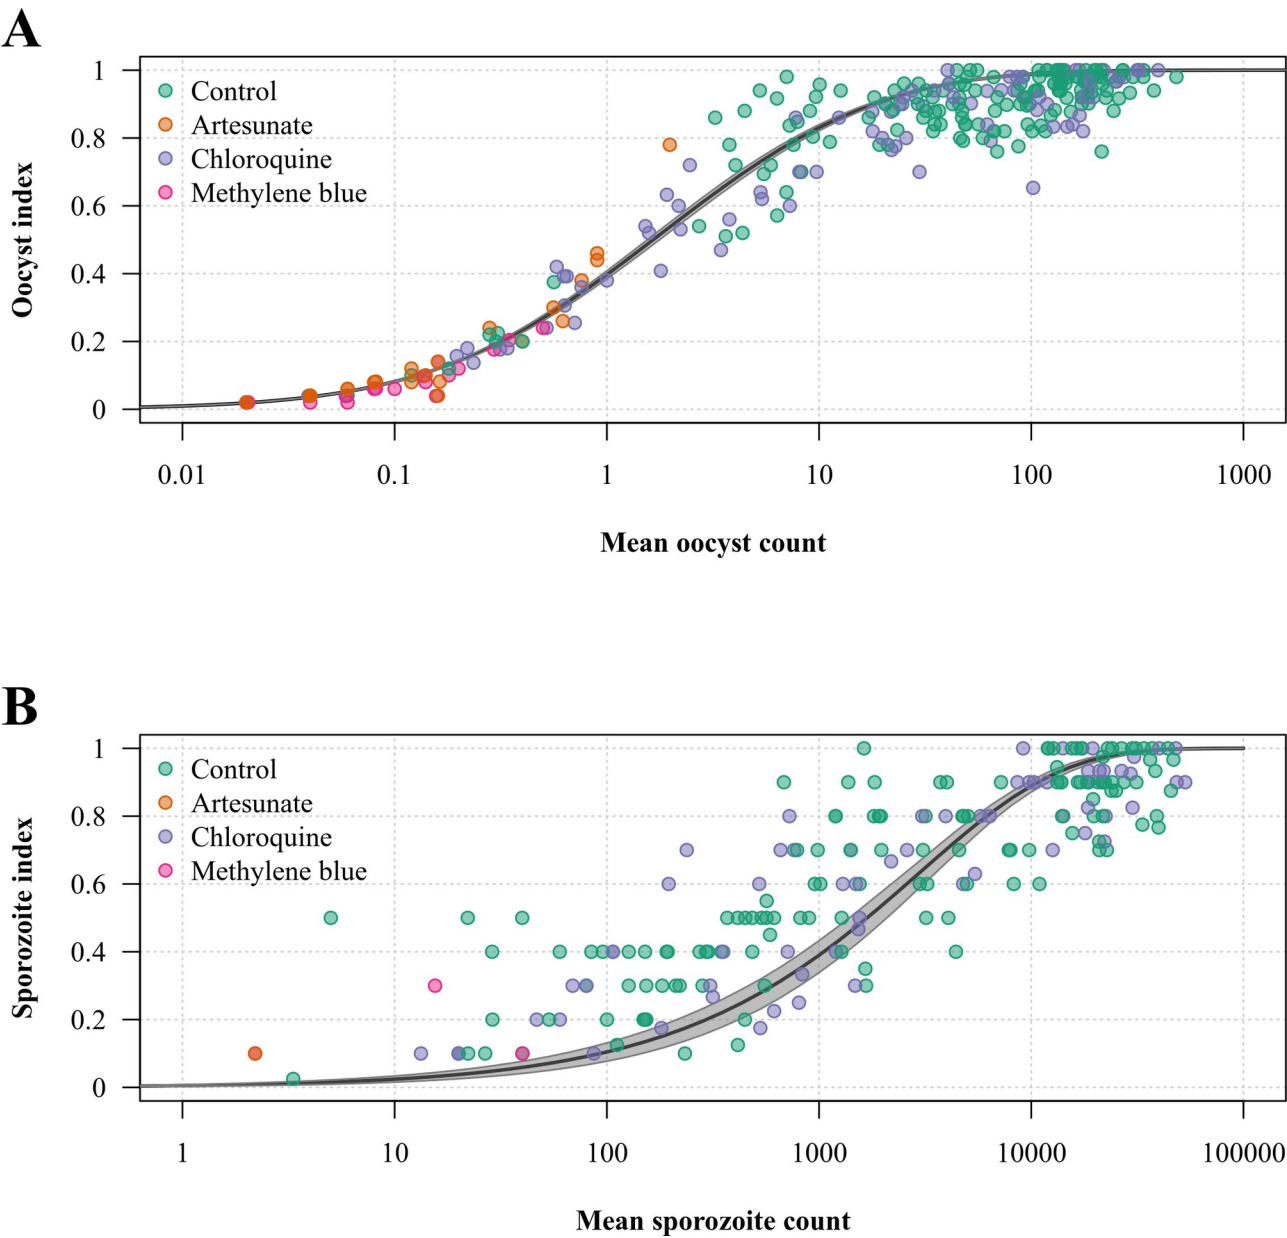 A
Oocyst index
1
0.8
0.6
0.4
0.2
0
Control
Artesunate
Chloroquine
Methylene blue
0.01 0.1 1 10 100 1000
Mean oocyst count
B
Sporozoite index
1
0.8
0.6
0.4
0.2
0
Control
Artesunate
Chloroquine
Methylene blue
1 10 100 1000 10000 100000
Mean sporozoite count